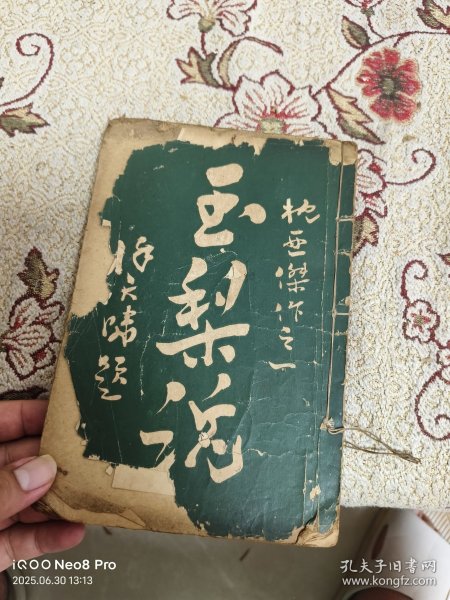 枕亞傑作之一
玉梨魂
徐天嘯題
iQOO Neo8 Pro
2025.06.30 13:13
孔夫子旧书网
www.kongfz.com